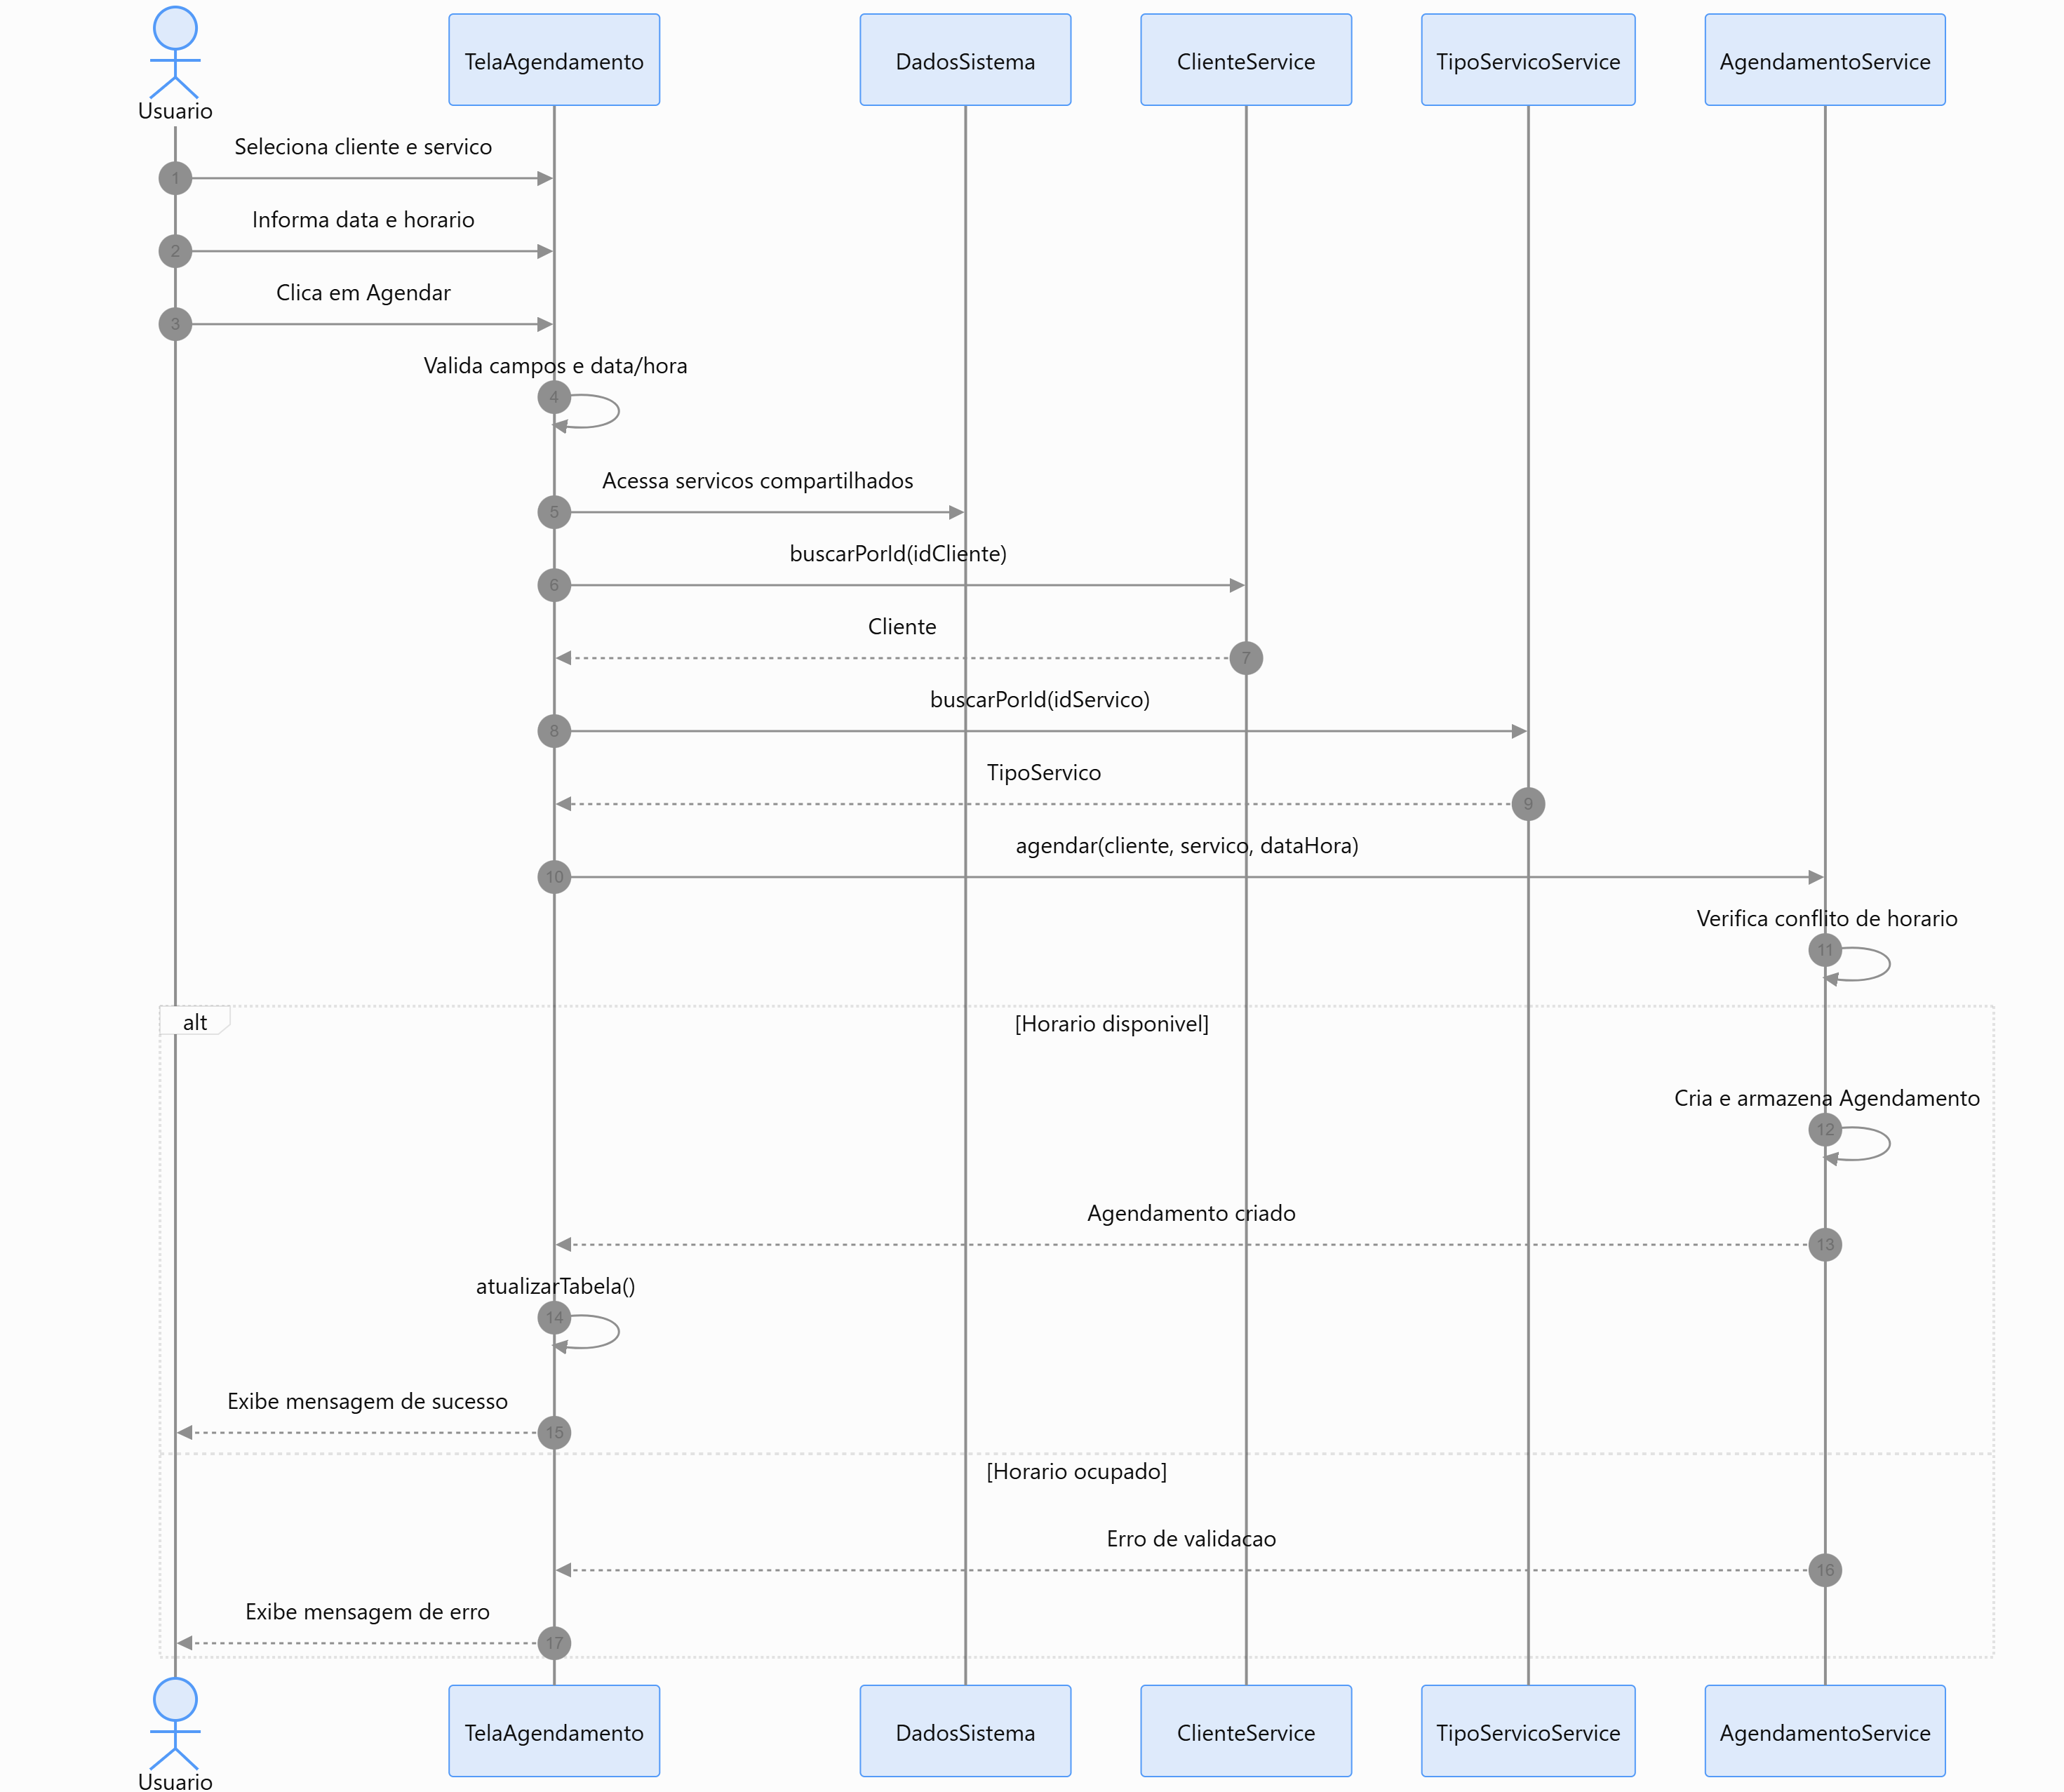 Usuario
TelaAgendamento
DadosSistema
ClienteService
TipoServicoService
AgendamentoService
Seleciona cliente e servico
1
Informa data e horario
2
Clica em Agendar
3
Valida campos e data/hora
4
Acessa servicos compartilhados
5
buscarPorId(idCliente)
6
Cliente
7
buscarPorId(idServico)
8
TipoServico
9
agendar(cliente, servico, dataHora)
10
Verifica conflito de horario
11
alt
[Horario disponivel]
Cria e armazena Agendamento
12
Agendamento criado
13
atualizarTabela()
14
Exibe mensagem de sucesso
15
[Horario ocupado]
Erro de validacao
16
Exibe mensagem de erro
17
Usuario
TelaAgendamento
DadosSistema
ClienteService
TipoServicoService
AgendamentoService